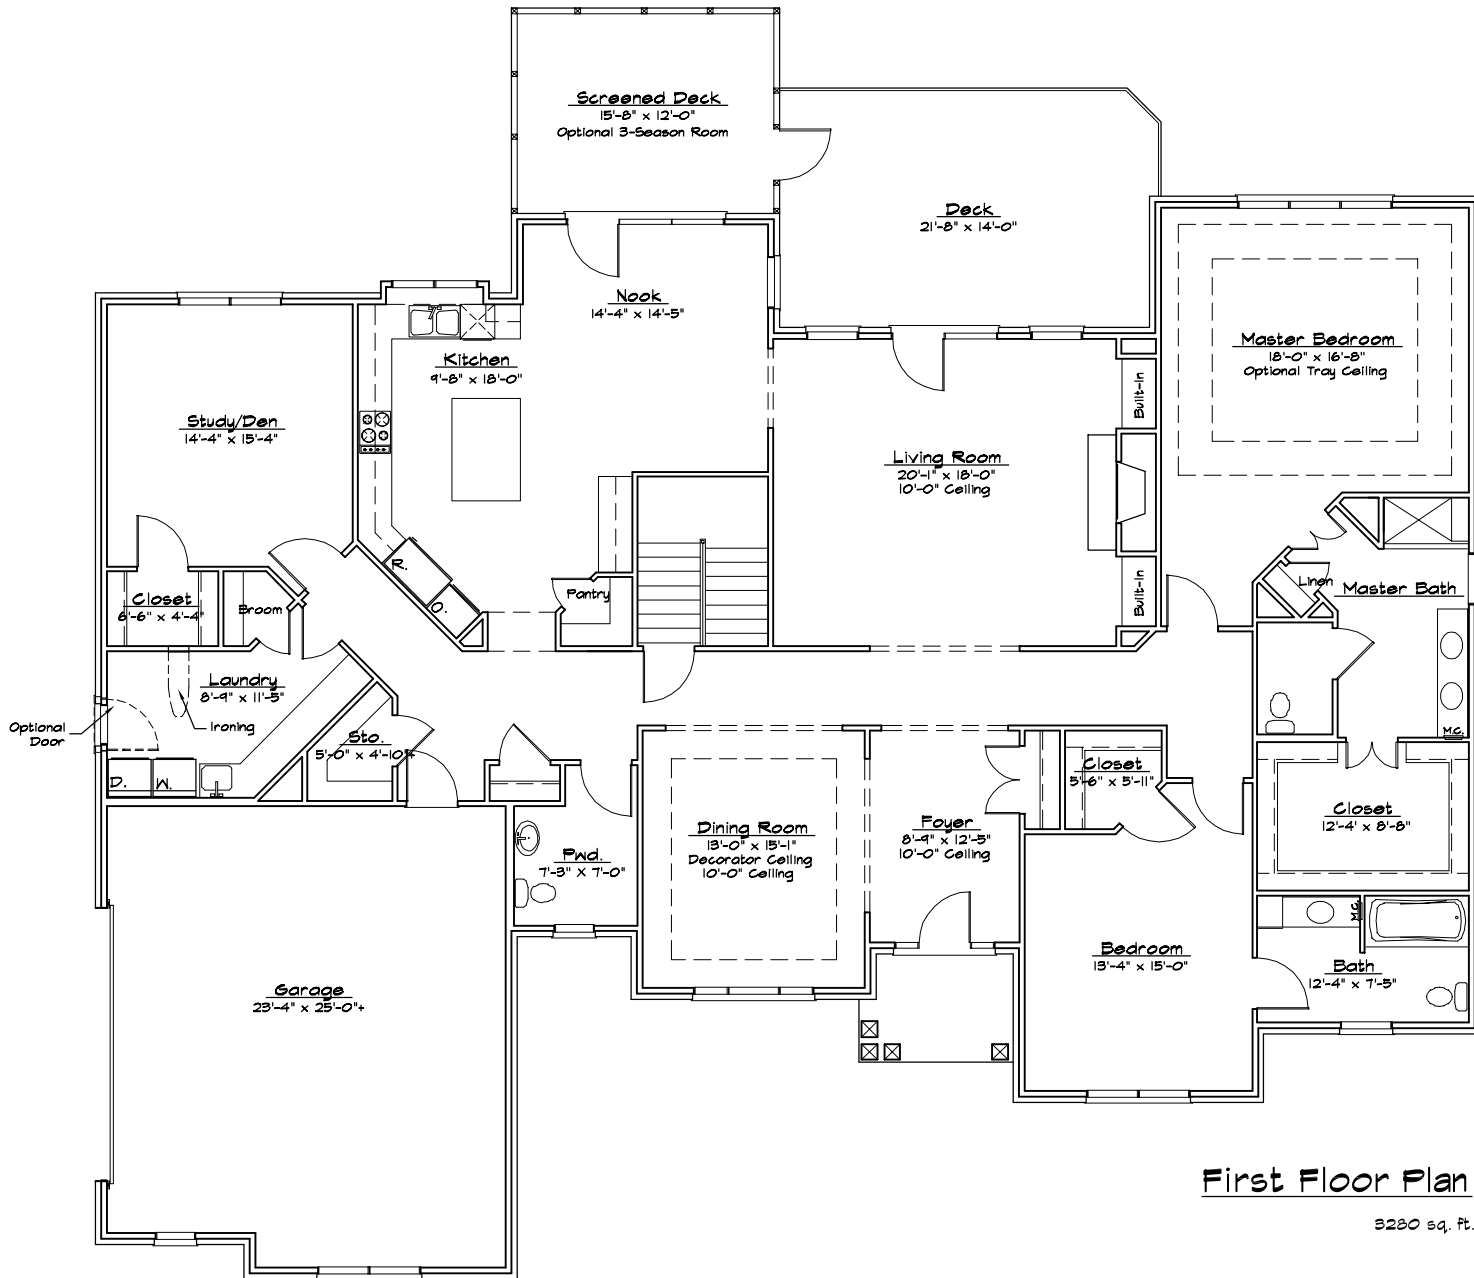 Screened Deck
15'-8" x 12'-0"
Optional 3-Season Room
Deck
21'-8" x 14'-0"
Nook
14'-4" x 14'-5"
Kitchen
9'-8" x 18'-0"
Master Bedroom
18'-0" x 16'-8"
Optional Tray Ceiling
Study/Den
14'-4" x 15'-4"
Living Room
20'-1" x 18'-0"
10'-0" Ceiling
Built-In
Built-In
R.
O.
Pantry
Linen
Master Bath
Closet
6'-6" x 4'-4"
Broom
Laundry
8'-9" x 11'-5"
Ironing
Optional
Door
Sto.
5'-0" x 4'-10"+
D.
W.
M.C.
Closet
5'-6" x 5'-11"
Closet
12'-4" x 8'-8"
Dining Room
13'-0" x 15'-1"
Decorator Ceiling
10'-0" Ceiling
Foyer
8'-9" x 12'-5"
10'-0" Ceiling
Pwd.
7'-3" X 7'-0"
M.C.
Bedroom
13'-4" x 15'-0"
Bath
12'-4" x 7'-5"
Garage
23'-4" x 25'-0"+
First Floor Plan
3280 sq. ft.